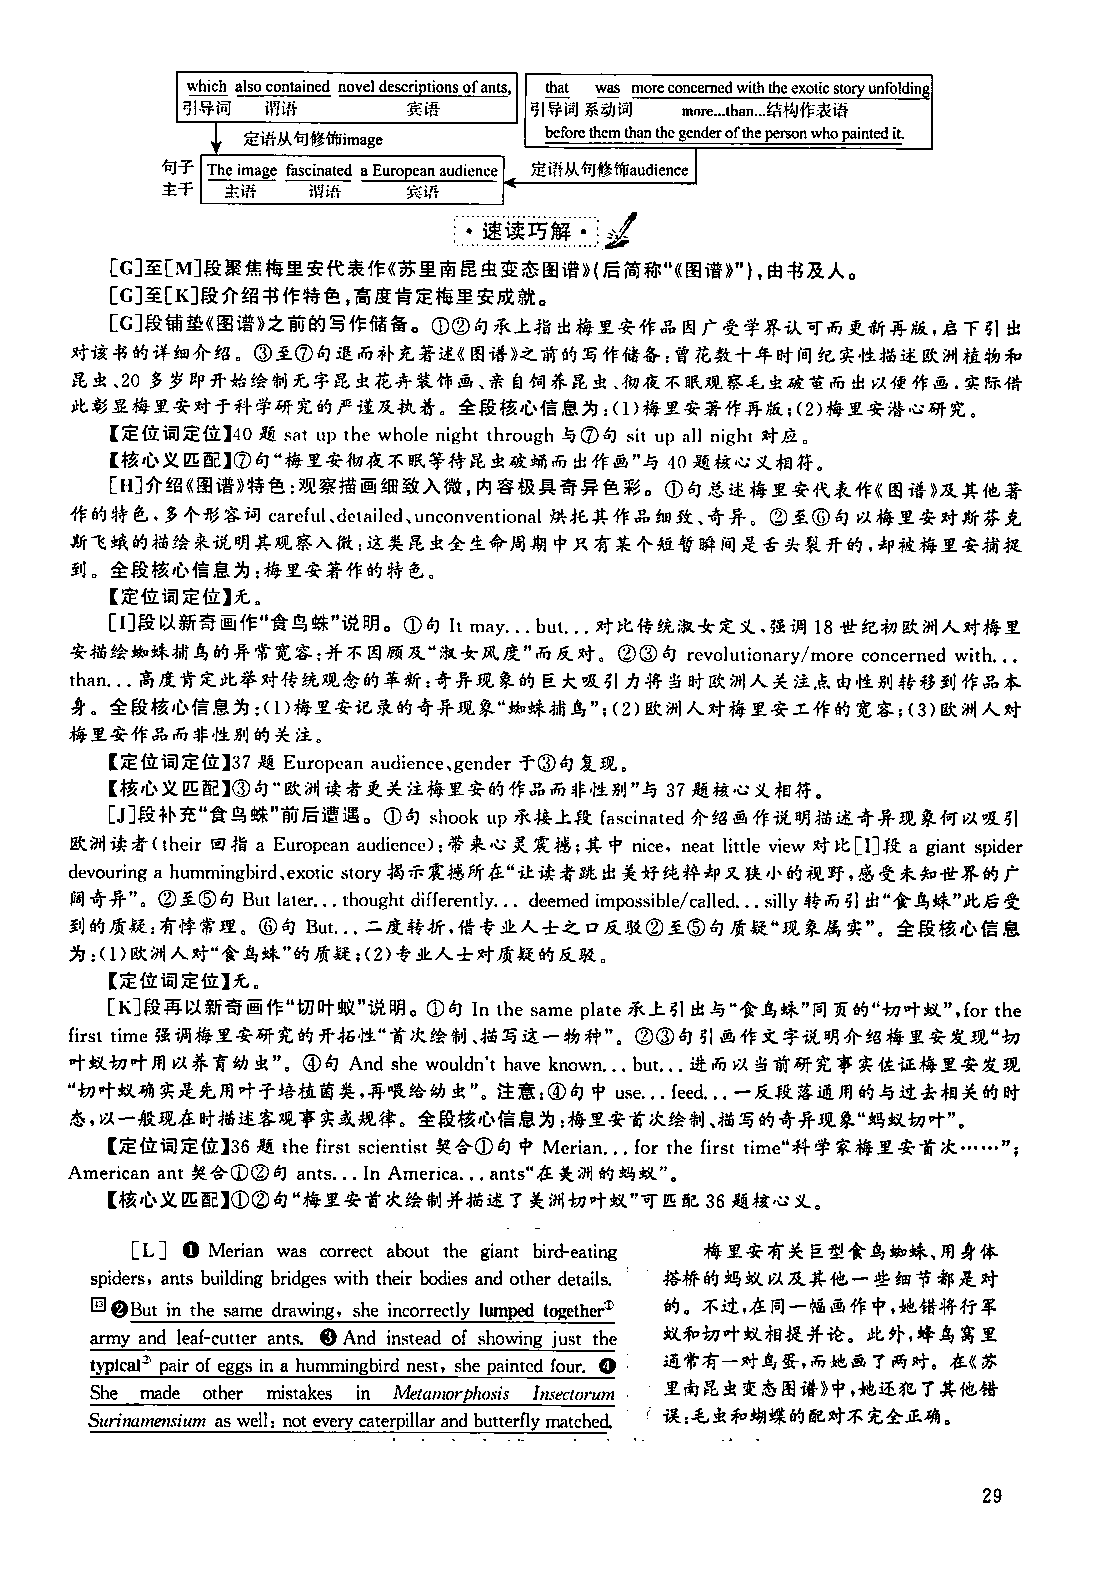 which also contained novel descriptions of ants,
引导词 谓语 宾语
that was more concerned with the exotic story unfolding
引导词 系动词 more...than...结构作表语
before them than the gender of the person who painted it.
定语从句修饰image
句子
主干
The image fascinated a European audience
主语 谓语 宾语
定语从句修饰audience
·速读巧解·
[G]至[M]段聚焦梅里安代表作《苏里南昆虫变态图谱》(后简称“《图谱》”),由书及人。
[G]至[K]段介绍书作特色,高度肯定梅里安成就。
[G]段铺垫《图谱》之前的写作储备。①②句承上指出梅里安作品因广受学界认可而更新再版,启下引出
对该书的详细介绍。③至⑦句退而补充著述《图谱》之前的写作储备:曾花数十年时间纪实性描述欧洲植物和
昆虫、20 多岁即开始绘制无字昆虫花卉装饰画、亲自饲养昆虫、彻夜不眠观察毛虫破茧而出以便作画,实际借
此彰显梅里安对于科学研究的严谨及执着。全段核心信息为:(1)梅里安著作再版;(2)梅里安潜心研究。
【定位词定位】40 题 sat up the whole night through 与⑦句 sit up all night 对应。
【核心义匹配】⑦句“梅里安彻夜不眠等待昆虫破蛹而出作画”与 40 题核心义相符。
[H]介绍《图谱》特色:观察描画细致入微,内容极具奇异色彩。①句总述梅里安代表作《图谱》及其他著
作的特色,多个形容词 careful、detailed、unconventional 烘托其作品细致、奇异。②至⑥句以梅里安对斯芬克
斯飞蛾的描绘来说明其观察入微:这类昆虫全生命周期中只有某个短暂瞬间是舌头裂开的,却被梅里安捕捉
到。全段核心信息为:梅里安著作的特色。
【定位词定位】无。
[I]段以新奇画作“食鸟蛛”说明。①句 It may... but... 对比传统淑女定义,强调 18 世纪初欧洲人对梅里
安描绘蜘蛛捕鸟的异常宽容:并不因顾及“淑女风度”而反对。②③句 revolutionary/more concerned with...
than... 高度肯定此举对传统观念的革新:奇异现象的巨大吸引力将当时欧洲人关注点由性别转移到作品本
身。全段核心信息为:(1)梅里安记录的奇异现象“蜘蛛捕鸟”;(2)欧洲人对梅里安工作的宽容;(3)欧洲人对
梅里安作品而非性别的关注。
【定位词定位】37 题 European audience、gender 于③句复现。
【核心义匹配】③句“欧洲读者更关注梅里安的作品而非性别”与 37 题核心义相符。
[J]段补充“食鸟蛛”前后遭遇。①句 shook up 承接上段 fascinated 介绍画作说明描述奇异现象何以吸引
欧洲读者(their 回指 a European audience):带来心灵震撼;其中 nice, neat little view 对比[I]段 a giant spider
devouring a hummingbird、exotic story 揭示震撼所在“让读者跳出美好纯粹却又狭小的视野,感受未知世界的广
阔奇异”。②至⑤句 But later... thought differently... deemed impossible/called... silly 转而引出“食鸟蛛”此后受
到的质疑:有悖常理。⑥句 But... 二度转折,借专业人士之口反驳②至⑤句质疑“现象属实”。全段核心信息
为:(1)欧洲人对“食鸟蛛”的质疑;(2)专业人士对质疑的反驳。
【定位词定位】无。
[K]段再以新奇画作“切叶蚁”说明。①句 In the same plate 承上引出与“食鸟蛛”同页的“切叶蚁”,for the
first time 强调梅里安研究的开拓性“首次绘制、描写这一物种”。②③句引画作文字说明介绍梅里安发现“切
叶蚁切叶用以养育幼虫”。④句 And she wouldn't have known... but... 进而以当前研究事实佐证梅里安发现
“切叶蚁确实是先用叶子培植菌类,再喂给幼虫”。注意:④句中 use... feed... 一反段落通用的与过去相关的时
态,以一般现在时描述客观事实或规律。全段核心信息为:梅里安首次绘制、描写的奇异现象“蚂蚁切叶”。
【定位词定位】36 题 the first scientist 契合①句中 Merian... for the first time“科学家梅里安首次……”;
American ant 契合①②句 ants... In America... ants“在美洲的蚂蚁”。
【核心义匹配】①②句“梅里安首次绘制并描述了美洲切叶蚁”可匹配 36 题核心义。
[L] ❶ Merian was correct about the giant bird-eating
spiders, ants building bridges with their bodies and other details.
❷But in the same drawing, she incorrectly lumped together①
army and leaf-cutter ants. ❸ And instead of showing just the
typical② pair of eggs in a hummingbird nest, she painted four. ❹
She made other mistakes in Metamorphosis Insectorum
Surinamensium as well: not every caterpillar and butterfly matched.
梅里安有关巨型食鸟蜘蛛、用身体
搭桥的蚂蚁以及其他一些细节都是对
的。不过,在同一幅画作中,她错将行军
蚁和切叶蚁相提并论。此外,蜂鸟窝里
通常有一对鸟蛋,而她画了两对。在《苏
里南昆虫变态图谱》中,她还犯了其他错
误:毛虫和蝴蝶的配对不完全正确。
29